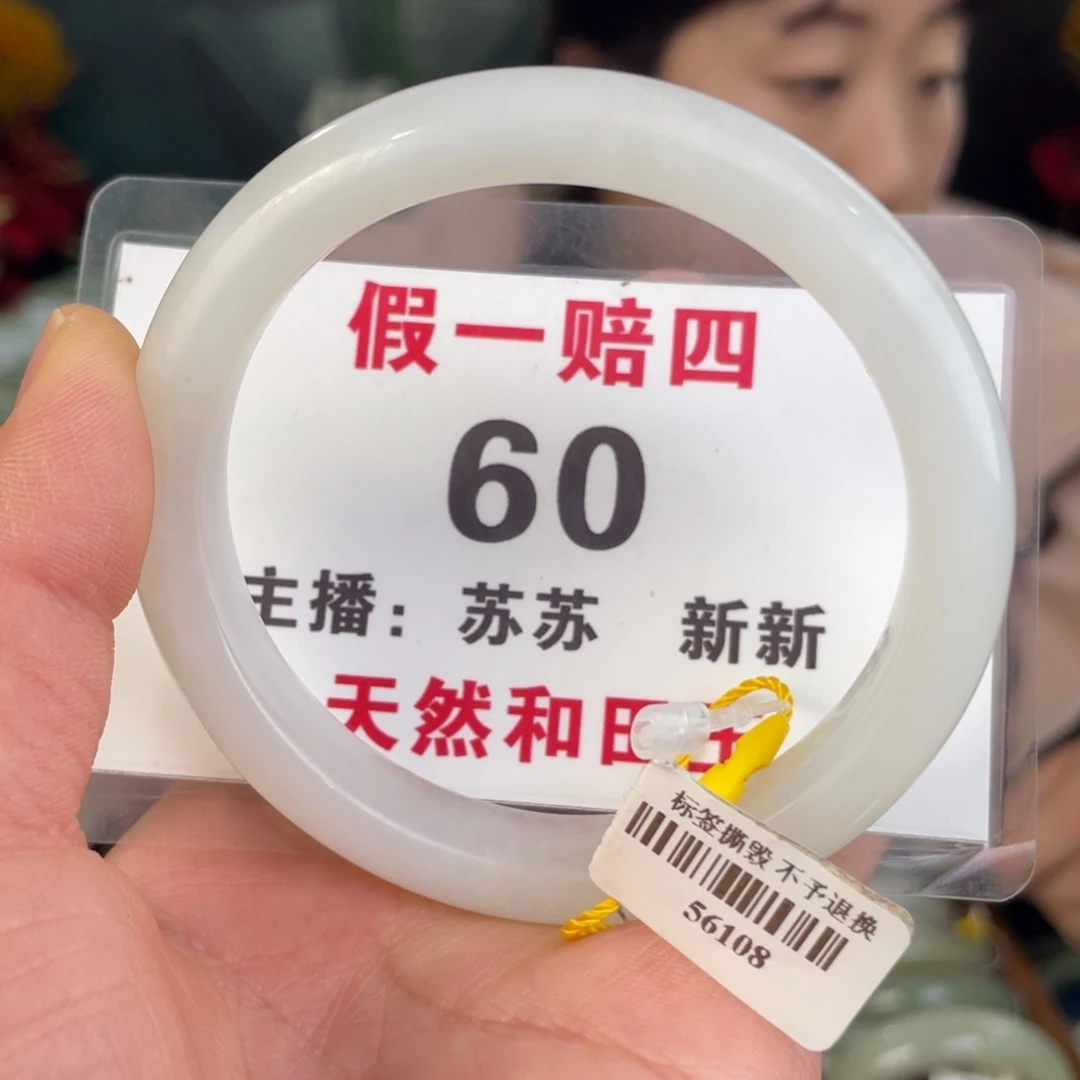 假一赔四
60
主播：苏苏 新新
天然和田玉
标签撕毁 不予退换
56108